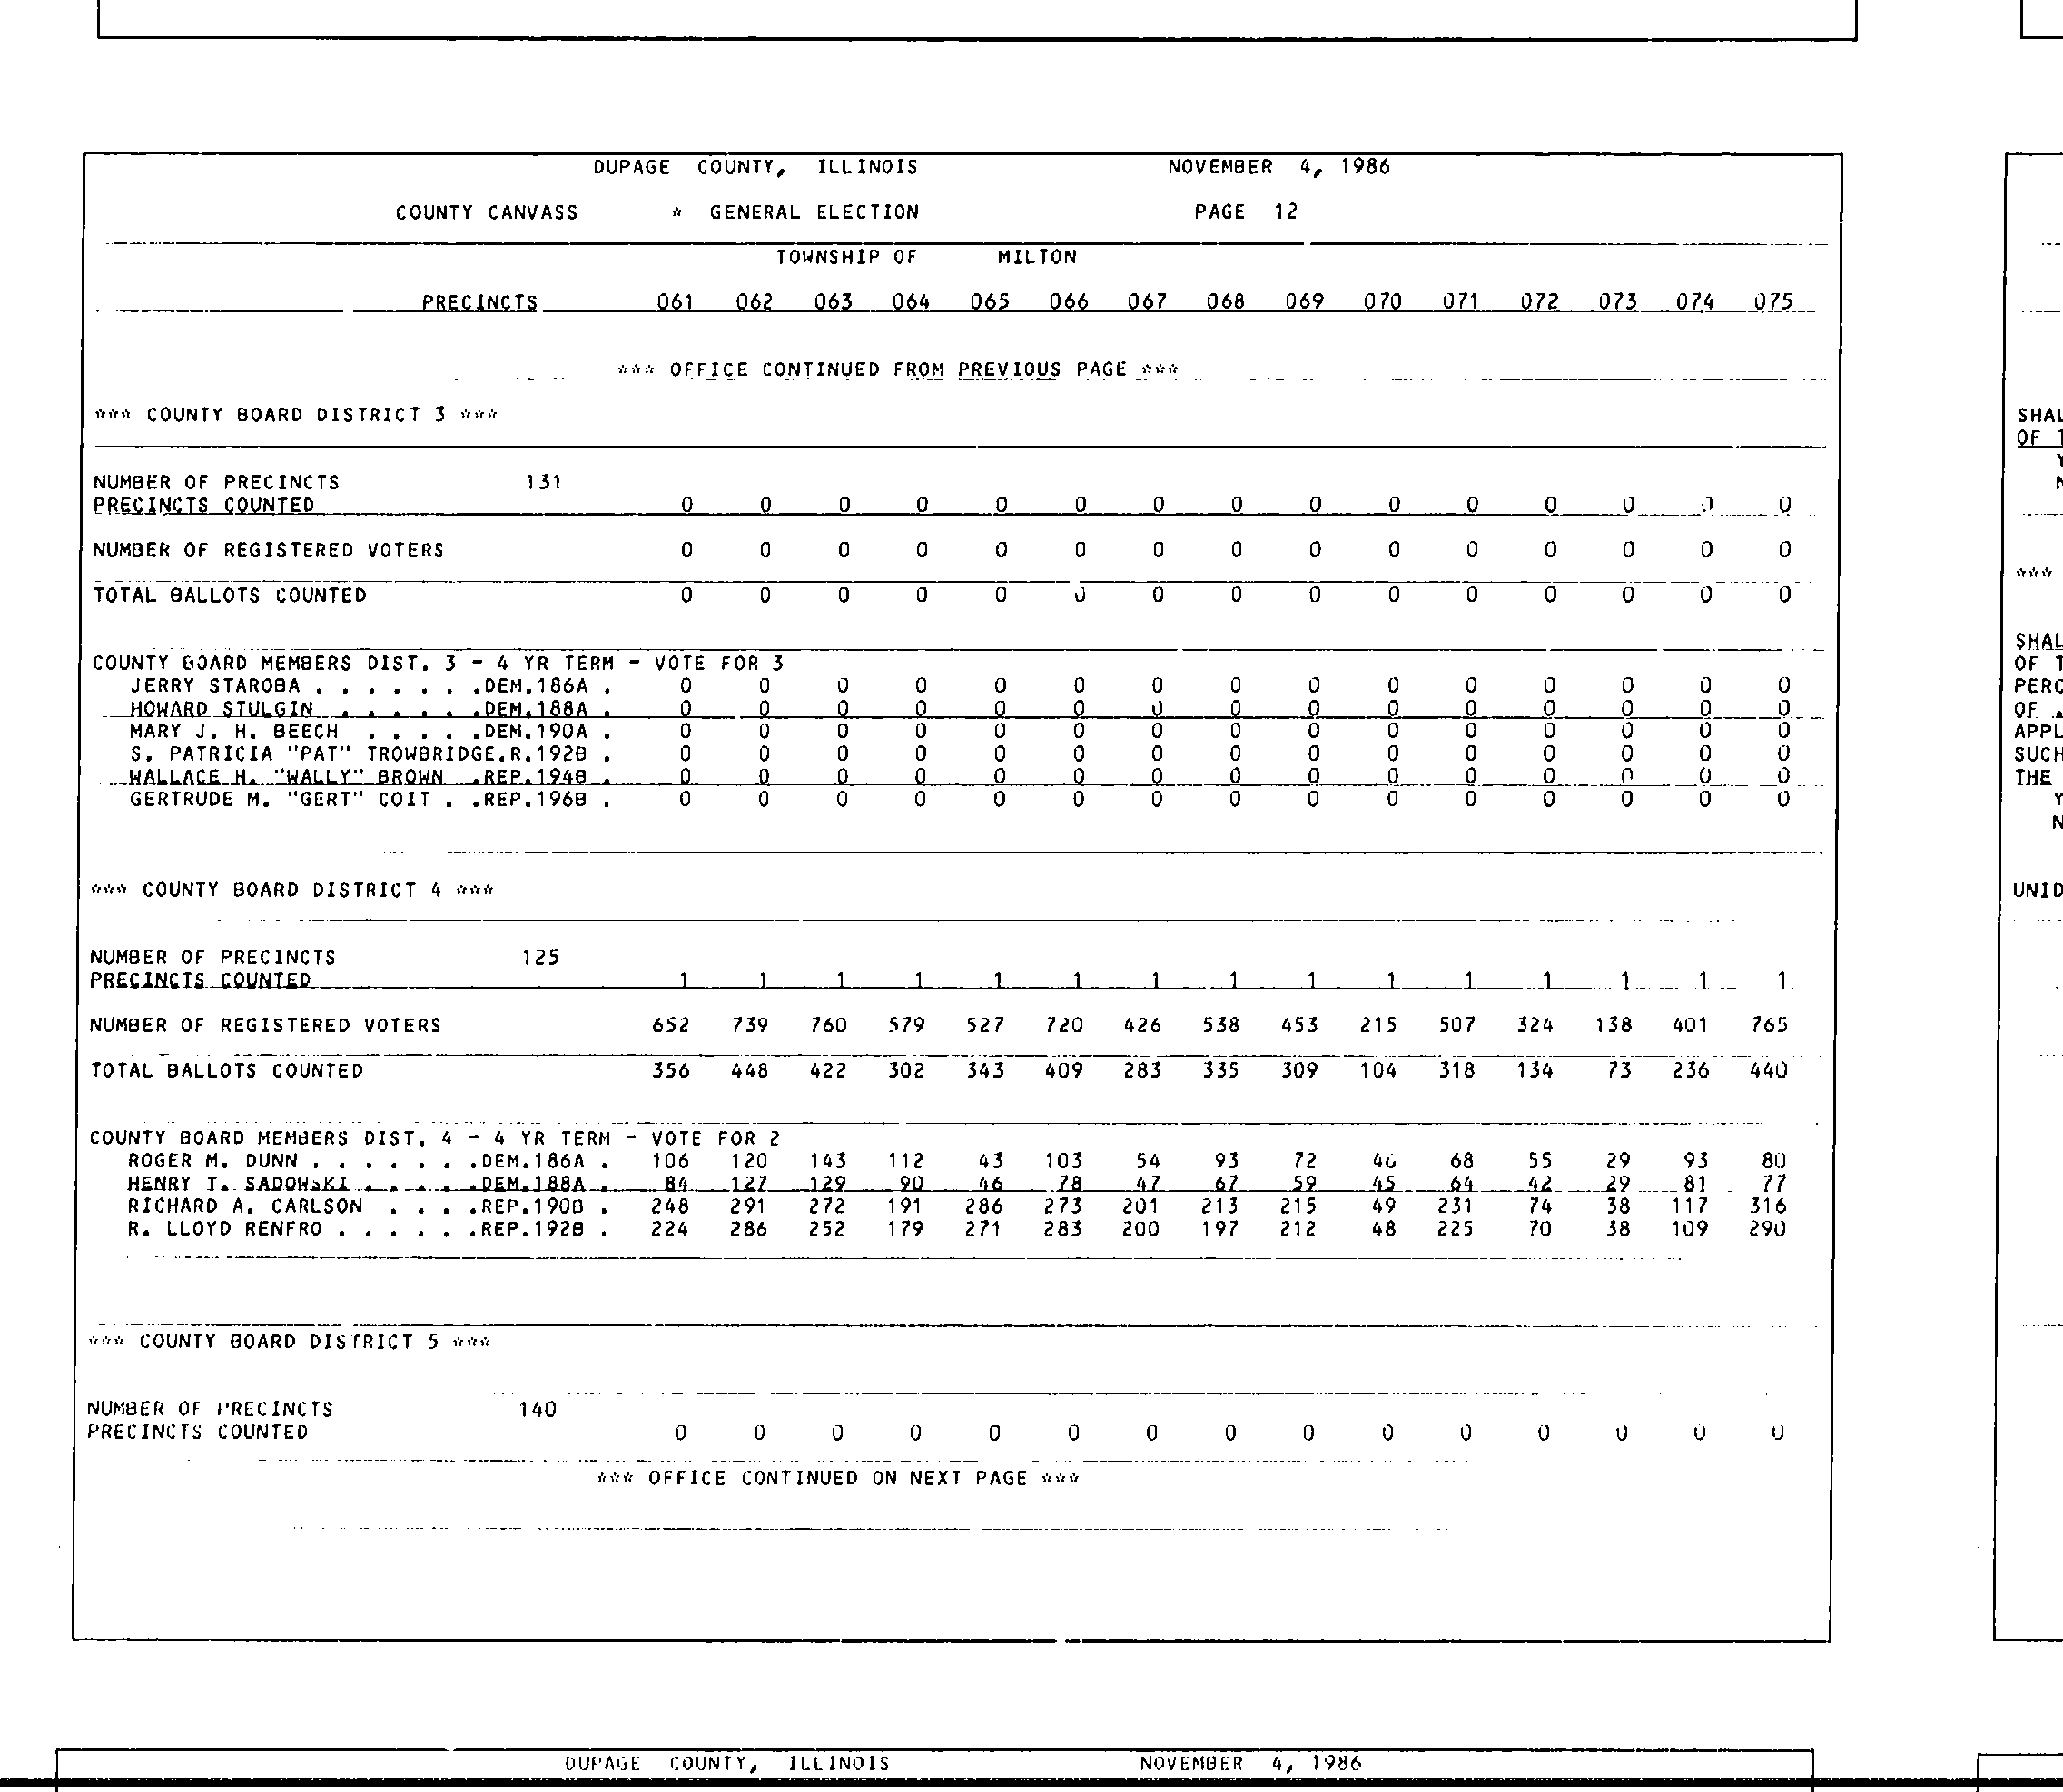 DUPAGE COUNTY, ILLINOIS NOVEMBER 4, 1986
COUNTY CANVASS * GENERAL ELECTION PAGE 12
TOWNSHIP OF MILTON
PRECINCTS 061 062 063 064 065 066 067 068 069 070 071 072 073 074 075
*** OFFICE CONTINUED FROM PREVIOUS PAGE ***
*** COUNTY BOARD DISTRICT 3 ***
NUMBER OF PRECINCTS 131
PRECINCTS COUNTED 0 0 0 0 0 0 0 0 0 0 0 0 0 0 0
NUMBER OF REGISTERED VOTERS 0 0 0 0 0 0 0 0 0 0 0 0 0 0 0
TOTAL BALLOTS COUNTED 0 0 0 0 0 0 0 0 0 0 0 0 0 0 0
COUNTY BOARD MEMBERS DIST. 3 - 4 YR TERM - VOTE FOR 3
JERRY STAROBA . . . . . . .DEM.186A . 0 0 0 0 0 0 0 0 0 0 0 0 0 0 0
HOWARD STULGIN . . . . . .DEM.188A . 0 0 0 0 0 0 0 0 0 0 0 0 0 0 0
MARY J. H. BEECH . . . . .DEM.190A . 0 0 0 0 0 0 0 0 0 0 0 0 0 0 0
S. PATRICIA "PAT" TROWBRIDGE.R.192B . 0 0 0 0 0 0 0 0 0 0 0 0 0 0 0
WALLACE H. "WALLY" BROWN .REP.194B . 0 0 0 0 0 0 0 0 0 0 0 0 0 0 0
GERTRUDE M. "GERT" COIT . .REP.196B . 0 0 0 0 0 0 0 0 0 0 0 0 0 0 0
*** COUNTY BOARD DISTRICT 4 ***
NUMBER OF PRECINCTS 125
PRECINCTS COUNTED 1 1 1 1 1 1 1 1 1 1 1 1 1 1 1
NUMBER OF REGISTERED VOTERS 652 739 760 579 527 720 426 538 453 215 507 324 138 401 765
TOTAL BALLOTS COUNTED 356 448 422 302 343 409 283 335 309 104 318 134 73 236 440
COUNTY BOARD MEMBERS DIST. 4 - 4 YR TERM - VOTE FOR 2
ROGER M. DUNN . . . . . . .DEM.186A . 106 120 143 112 43 103 54 93 72 68 55 29 93 80
HENRY T. SADOWSKI . . . . .DEM.188A . 84 127 129 90 46 78 47 67 59 45 64 42 29 81 77
RICHARD A. CARLSON . . . .REP.190B . 248 291 272 191 286 273 201 213 215 49 231 74 38 117 316
R. LLOYD RENFRO . . . . . .REP.192B . 224 286 252 179 271 283 200 197 212 48 225 70 38 109 290
*** COUNTY BOARD DISTRICT 5 ***
NUMBER OF PRECINCTS 140
PRECINCTS COUNTED 0 0 0 0 0 0 0 0 0 0 0 0 0 0 0
*** OFFICE CONTINUED ON NEXT PAGE ***
DUPAGE COUNTY, ILLINOIS NOVEMBER 4, 1986
SHAL
OF T
Y
N
***
SHAL
OF T
PERC
OF
APPL
SUCH
THE
Y
N
UNID